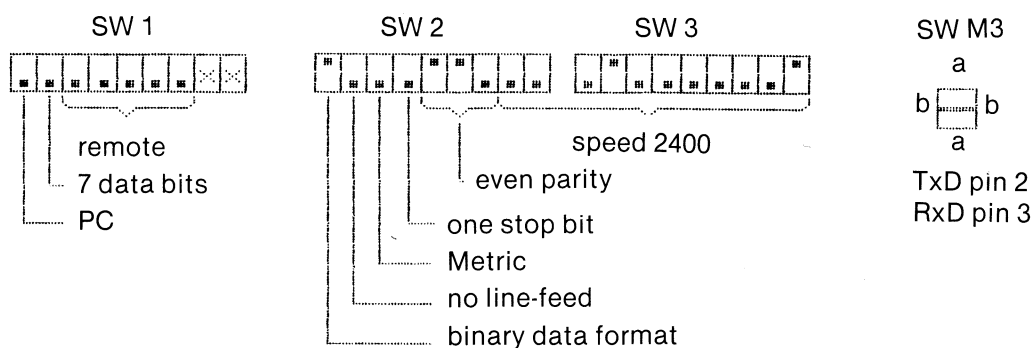 SW 1
SW 2
SW 3
SW M3
a
b b
a
remote
7 data bits
PC
speed 2400
even parity
one stop bit
Metric
no line-feed
binary data format
TxD pin 2
RxD pin 3